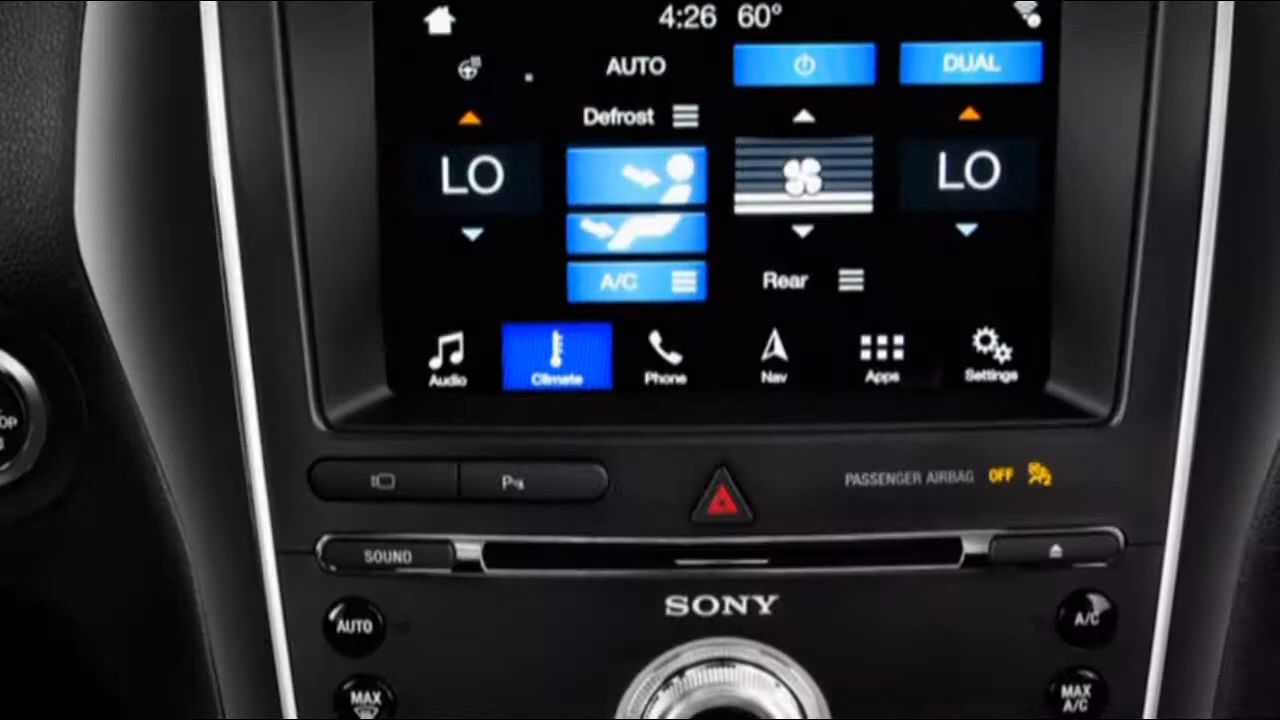 4:26 60°
AUTO
DUAL
Defrost
LO
LO
A/C
Rear
Audio
Climate
Phone
Nav
Apps
Settings
PASSENGER AIRBAG OFF
SOUND
SONY
AUTO
A/C
MAX
MAX
A/C